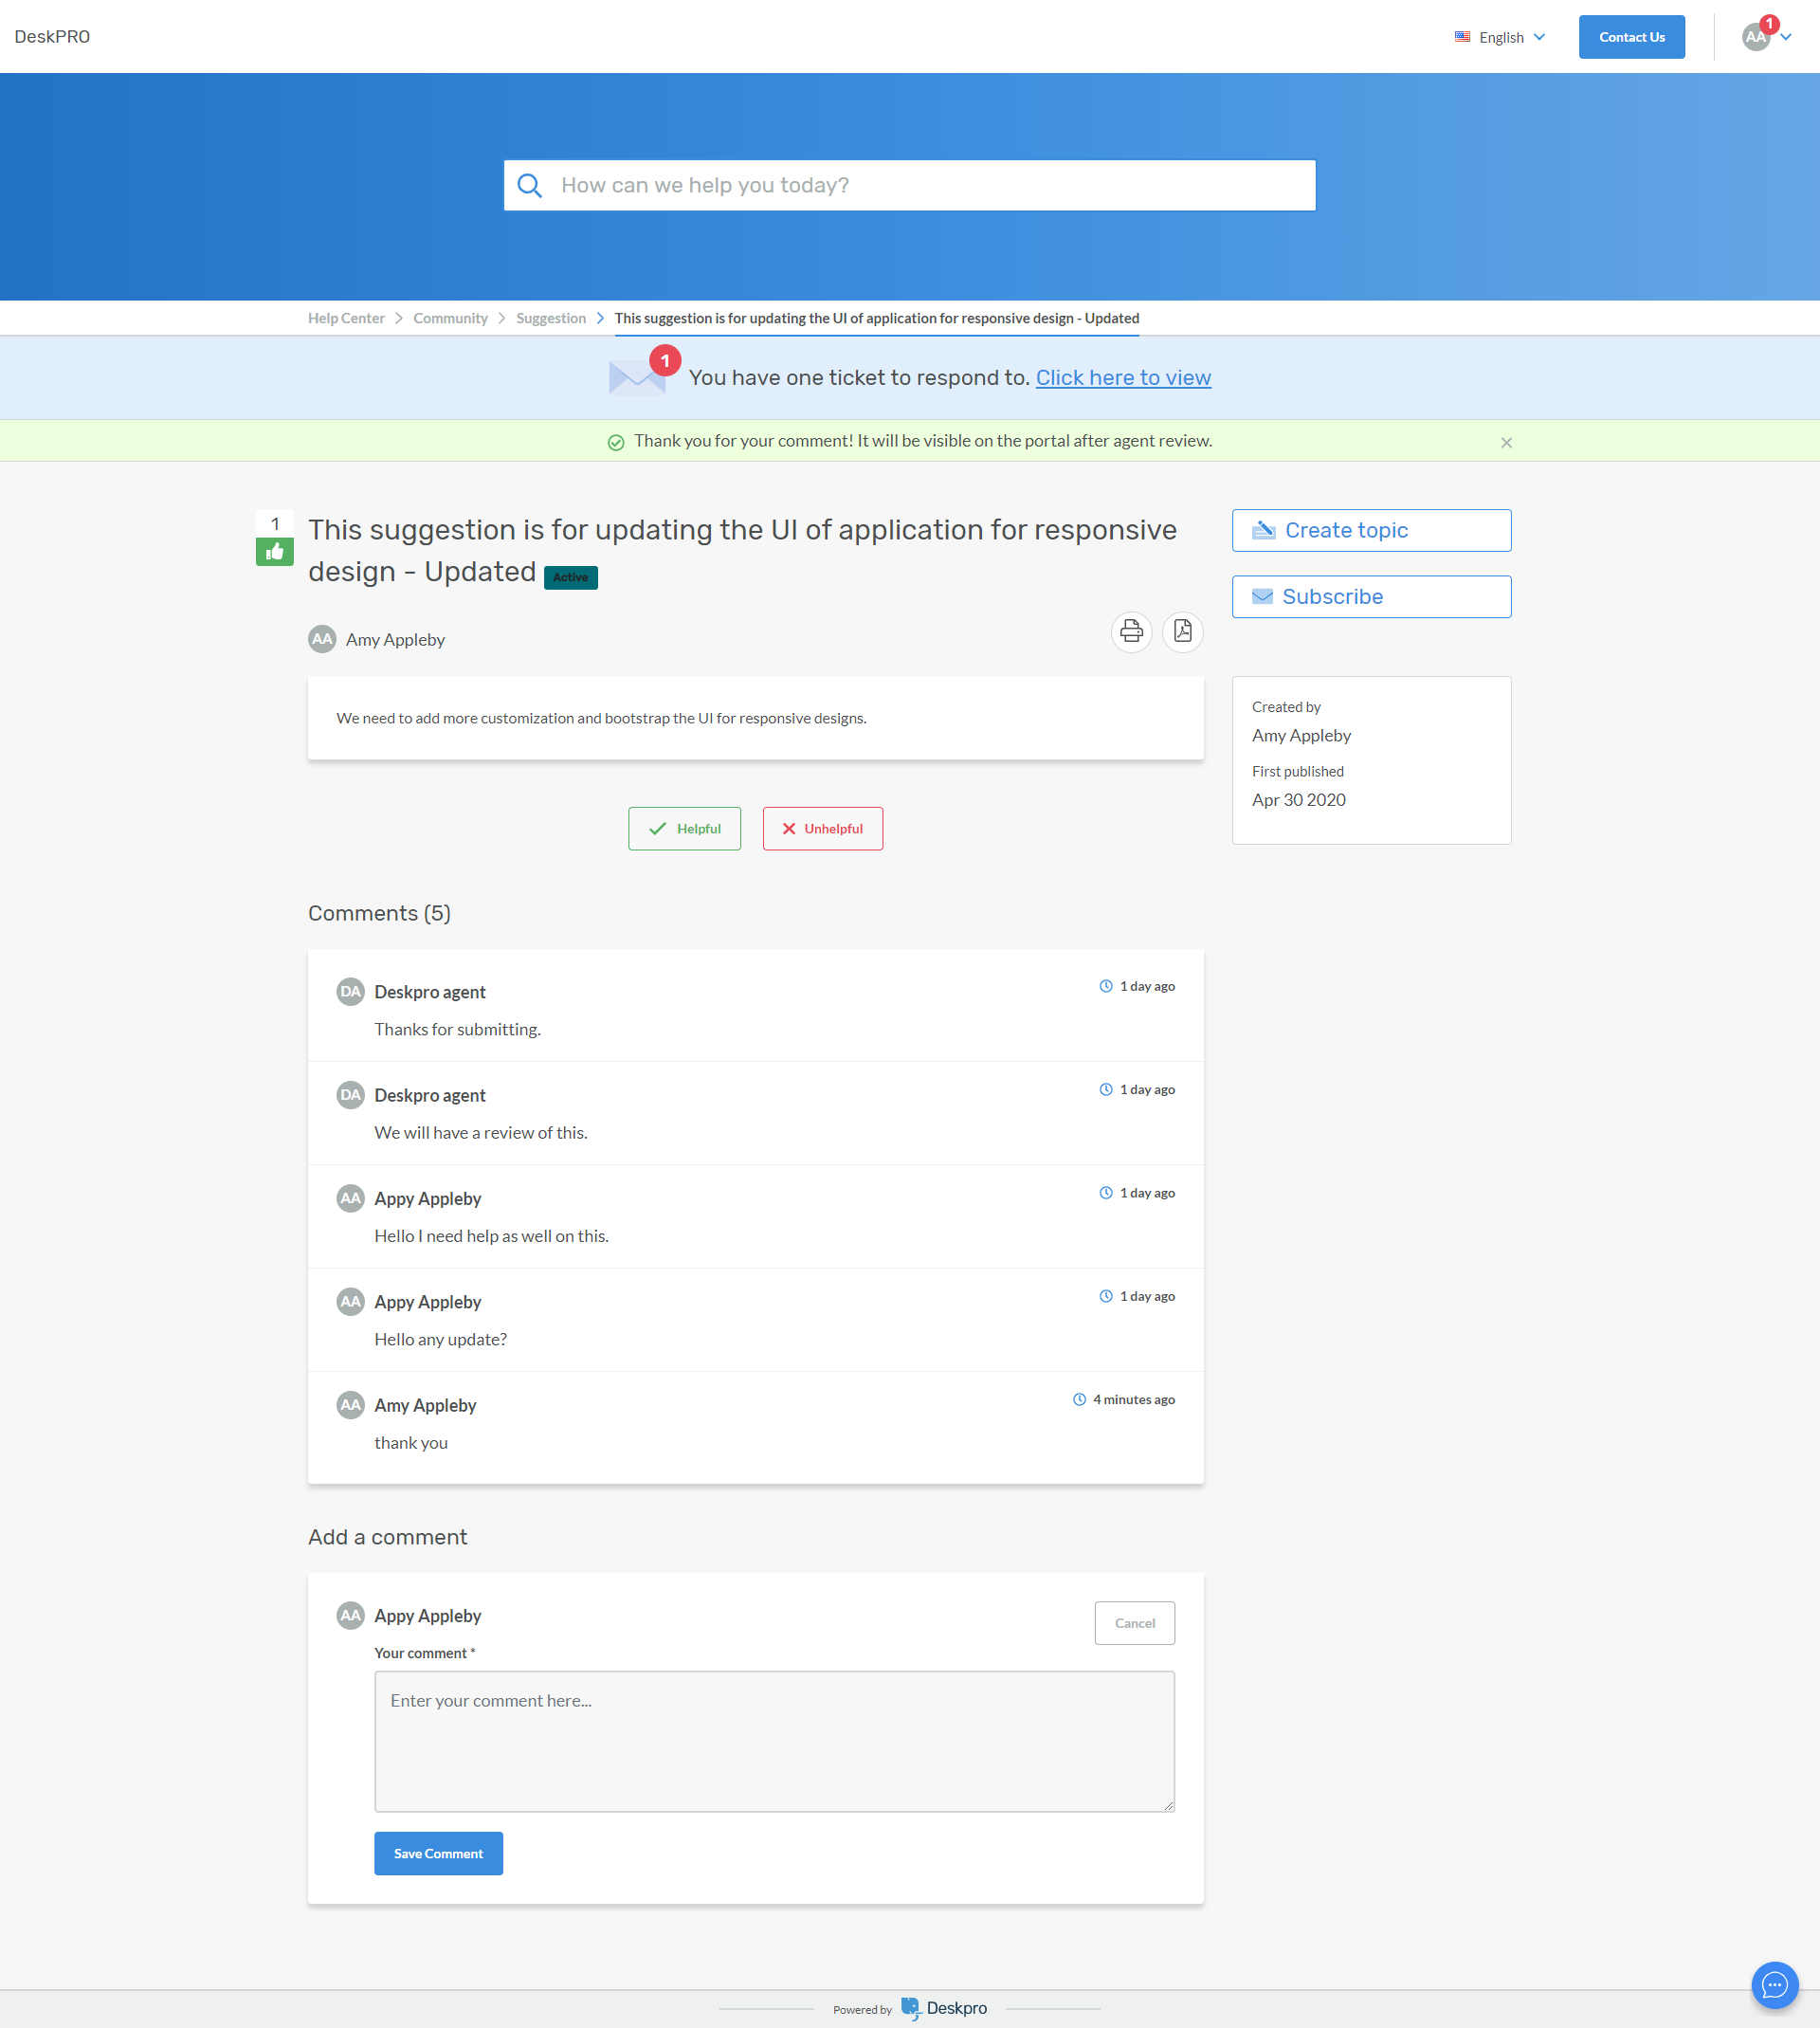 DeskPRO
English
Contact Us
AA
1
How can we help you today?
Help Center
Community
Suggestion
This suggestion is for updating the UI of application for responsive design - Updated
1
You have one ticket to respond to. Click here to view
Thank you for your comment! It will be visible on the portal after agent review.
1
This suggestion is for updating the UI of application for responsive
design - Updated Active
AA Amy Appleby
Create topic
Subscribe
We need to add more customization and bootstrap the UI for responsive designs.
Created by
Amy Appleby
First published
Apr 30 2020
Helpful
Unhelpful
Comments (5)
DA Deskpro agent 1 day ago
Thanks for submitting.
DA Deskpro agent 1 day ago
We will have a review of this.
AA Appy Appleby 1 day ago
Hello I need help as well on this.
AA Appy Appleby 1 day ago
Hello any update?
AA Amy Appleby 4 minutes ago
thank you
Add a comment
AA Appy Appleby
Cancel
Your comment *
Enter your comment here...
Save Comment
Powered by Deskpro